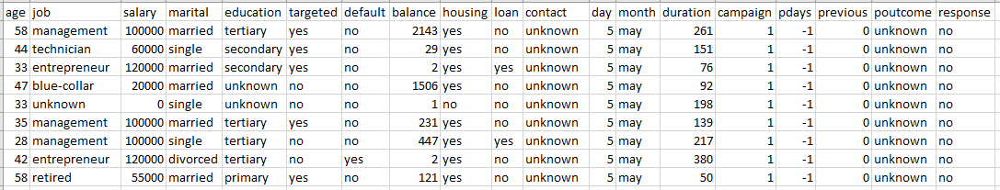 age job salary marital education targeted default balance housing loan contact day month duration campaign pdays previous poutcome response
58 management 100000 married tertiary yes no 2143 yes no unknown 5 may 261 1 -1 0 unknown no
44 technician 60000 single secondary yes no 29 yes no unknown 5 may 151 1 -1 0 unknown no
33 entrepreneur 120000 married secondary yes no 2 yes yes unknown 5 may 76 1 -1 0 unknown no
47 blue-collar 20000 married unknown no no 1506 yes no unknown 5 may 92 1 -1 0 unknown no
33 unknown 0 single unknown no no 1 no no unknown 5 may 198 1 -1 0 unknown no
35 management 100000 married tertiary yes no 231 yes no unknown 5 may 139 1 -1 0 unknown no
28 management 100000 single tertiary no no 447 yes yes unknown 5 may 217 1 -1 0 unknown no
42 entrepreneur 120000 divorced tertiary no yes 2 yes no unknown 5 may 380 1 -1 0 unknown no
58 retired 55000 married primary yes no 121 yes no unknown 5 may 50 1 -1 0 unknown no